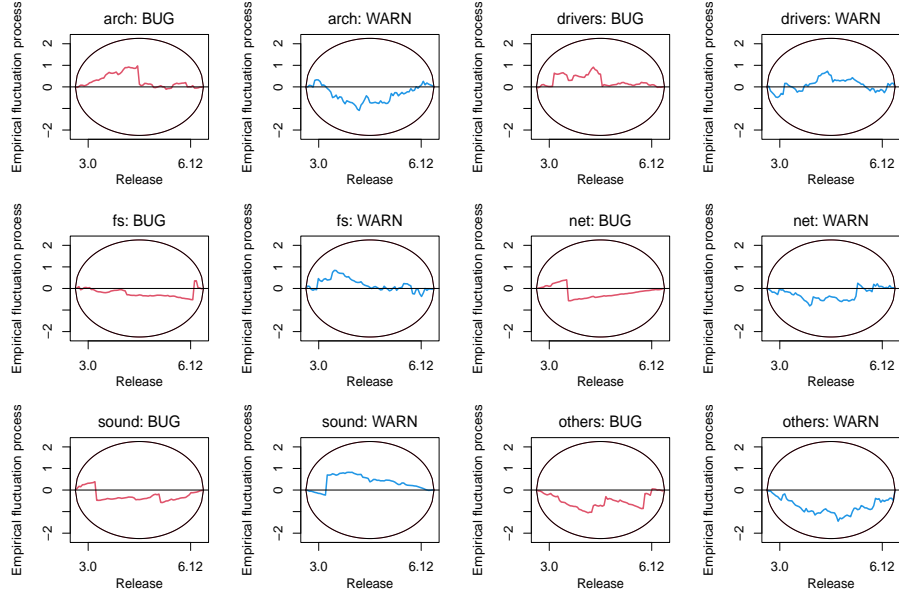 arch: BUG
Empirical fluctuation process
2
1
0
−2
3.0 6.12
Release
arch: WARN
Empirical fluctuation process
2
1
0
−2
3.0 6.12
Release
drivers: BUG
Empirical fluctuation process
2
1
0
−2
3.0 6.12
Release
drivers: WARN
Empirical fluctuation process
2
1
0
−2
3.0 6.12
Release
fs: BUG
Empirical fluctuation process
2
1
0
−2
3.0 6.12
Release
fs: WARN
Empirical fluctuation process
2
1
0
−2
3.0 6.12
Release
net: BUG
Empirical fluctuation process
2
1
0
−2
3.0 6.12
Release
net: WARN
Empirical fluctuation process
2
1
0
−2
3.0 6.12
Release
sound: BUG
Empirical fluctuation process
2
1
0
−2
3.0 6.12
Release
sound: WARN
Empirical fluctuation process
2
1
0
−2
3.0 6.12
Release
others: BUG
Empirical fluctuation process
2
1
0
−2
3.0 6.12
Release
others: WARN
Empirical fluctuation process
2
1
0
−2
3.0 6.12
Release